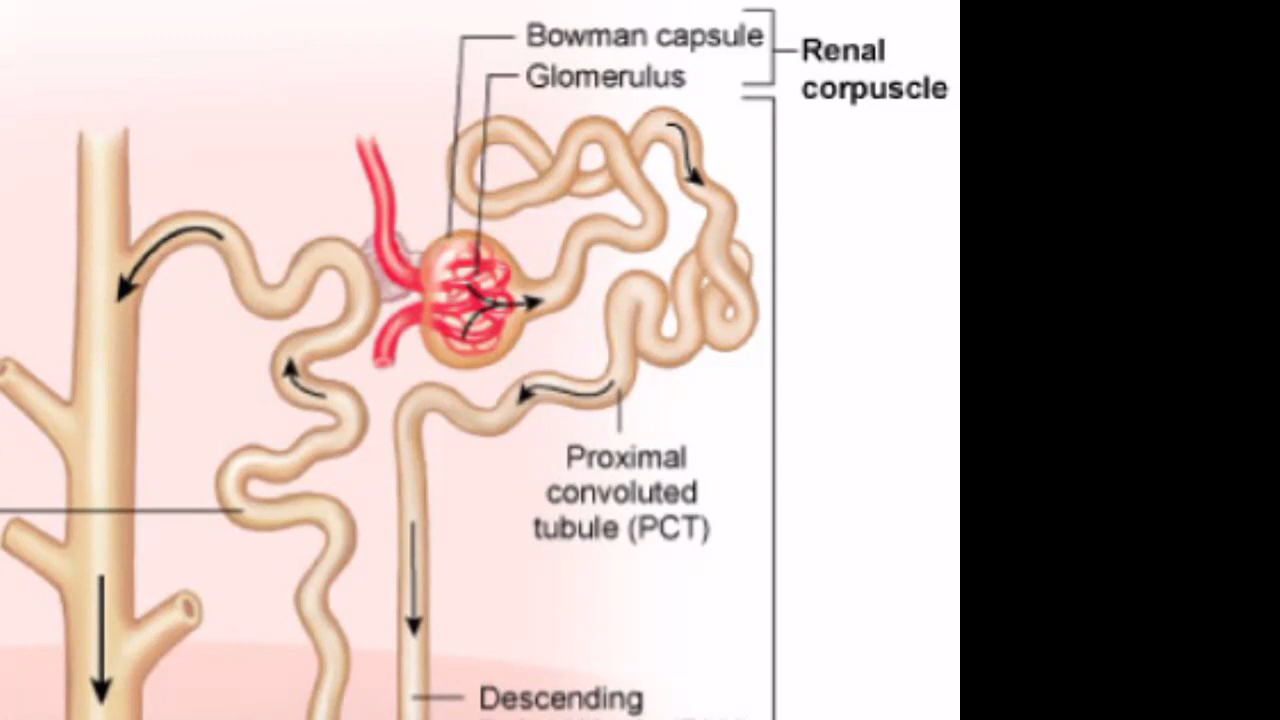 Bowman capsule
Glomerulus
Renal
corpuscle
Proximal
convoluted
tubule (PCT)
Descending